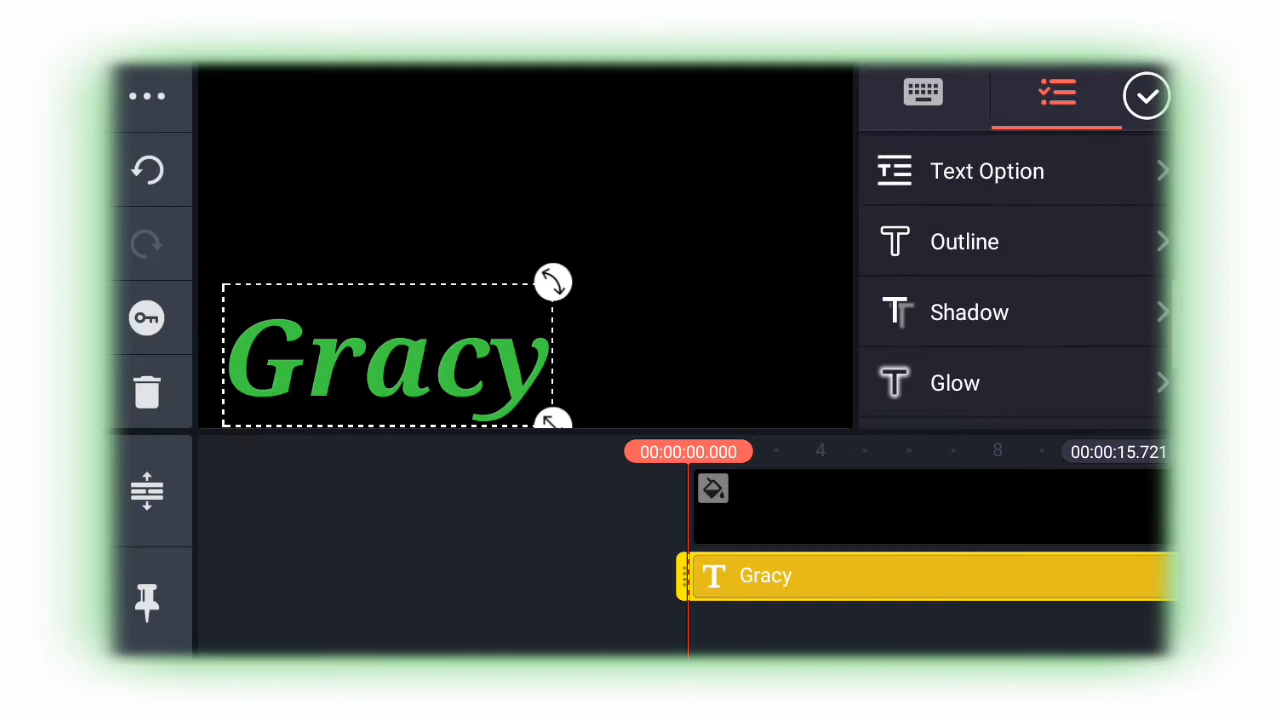 Text Option
Outline
Shadow
Glow
Gracy
00:00:00.000
4
8
00:00:15.721
Gracy